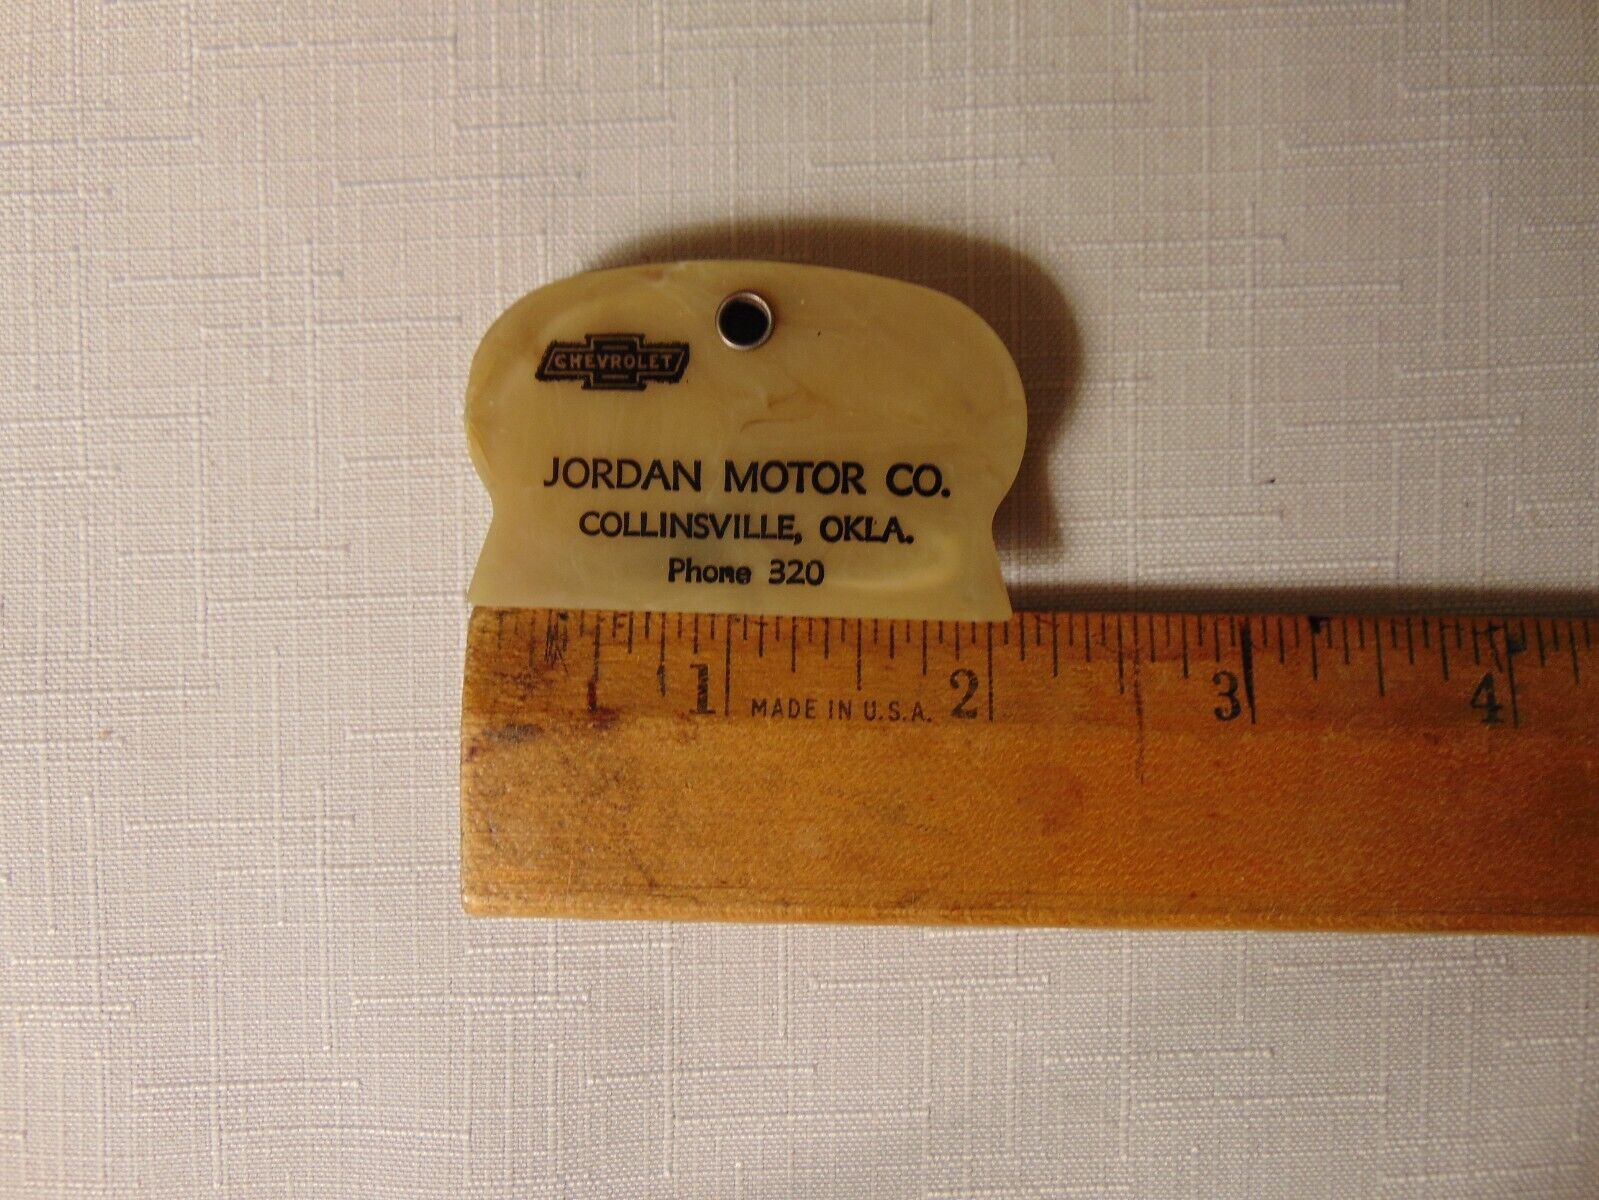 CHEVROLET
JORDAN MOTOR CO.
COLLINSVILLE, OKLA.
Phone 320
1 2 3 4
MADE IN U.S.A.